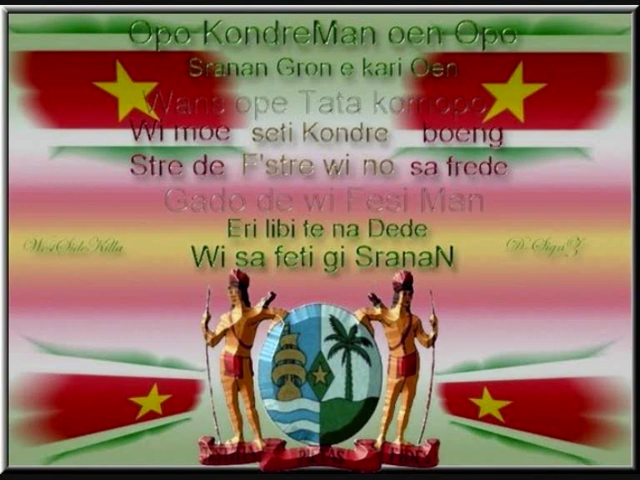 Opo KondreMan oen Opo
Sranan Gron e kari Oen
Wans ope Tata komopo
Wi moe seti Kondre boeng
Stre de F'stre wi no sa frede
Gado de wi Fesi Man
Eri libi te na Dede
Wi sa feti gi SranaN
WestSideKilla
D-SignZ